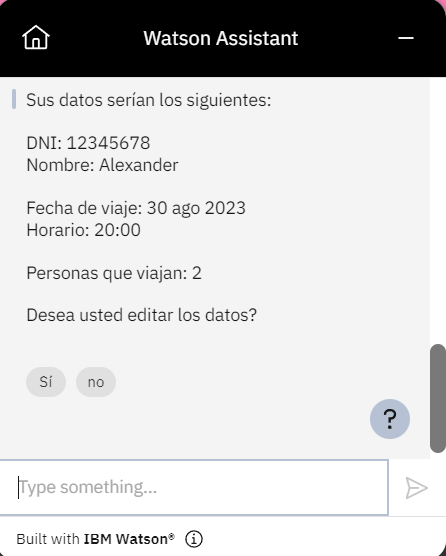 Watson Assistant
Sus datos serían los siguientes:
DNI: 12345678
Nombre: Alexander
Fecha de viaje: 30 ago 2023
Horario: 20:00
Personas que viajan: 2
Desea usted editar los datos?
Sí no
?
Type something...
Built with IBM Watson®